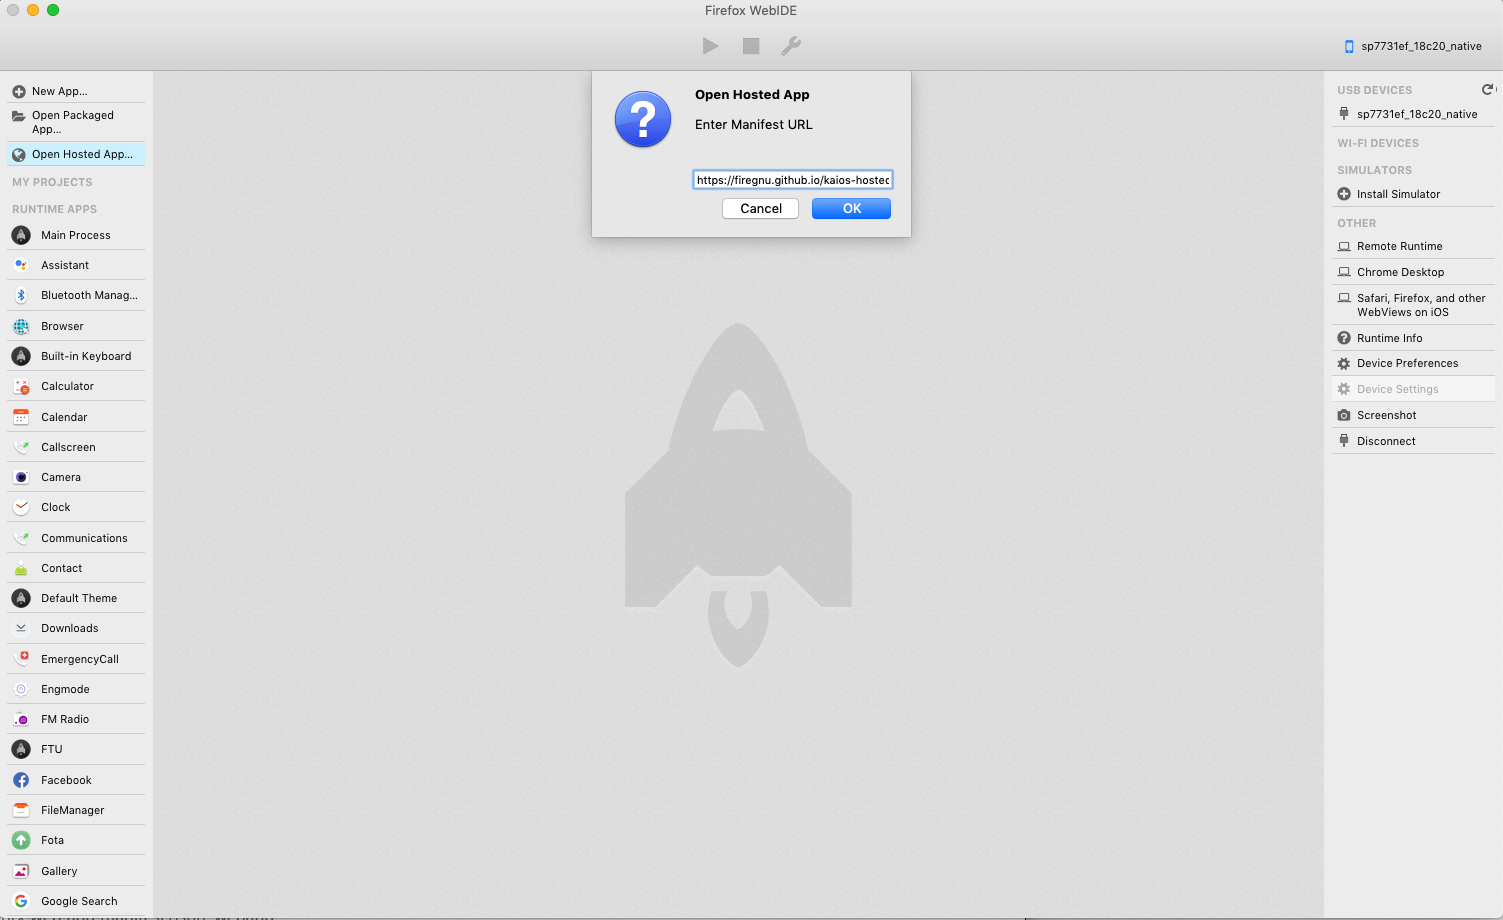 Firefox WebIDE
sp7731ef_18c20_native
New App...
Open Packaged
App...
Open Hosted App...
MY PROJECTS
RUNTIME APPS
Main Process
Assistant
Bluetooth Manag...
Browser
Built-in Keyboard
Calculator
Calendar
Callscreen
Camera
Clock
Communications
Contact
Default Theme
Downloads
EmergencyCall
Engmode
FM Radio
FTU
Facebook
FileManager
Fota
Gallery
Google Search
Open Hosted App
Enter Manifest URL
https://firegnu.github.io/kaios-hosted
Cancel
OK
USB DEVICES
sp7731ef_18c20_native
WI-FI DEVICES
SIMULATORS
Install Simulator
OTHER
Remote Runtime
Chrome Desktop
Safari, Firefox, and other
WebViews on iOS
Runtime Info
Device Preferences
Device Settings
Screenshot
Disconnect